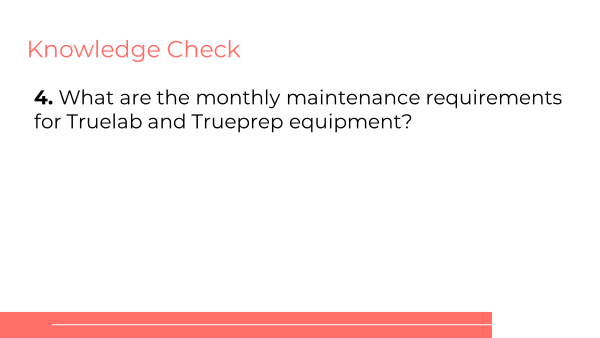 Knowledge Check
4. What are the monthly maintenance requirements
for Truelab and Trueprep equipment?